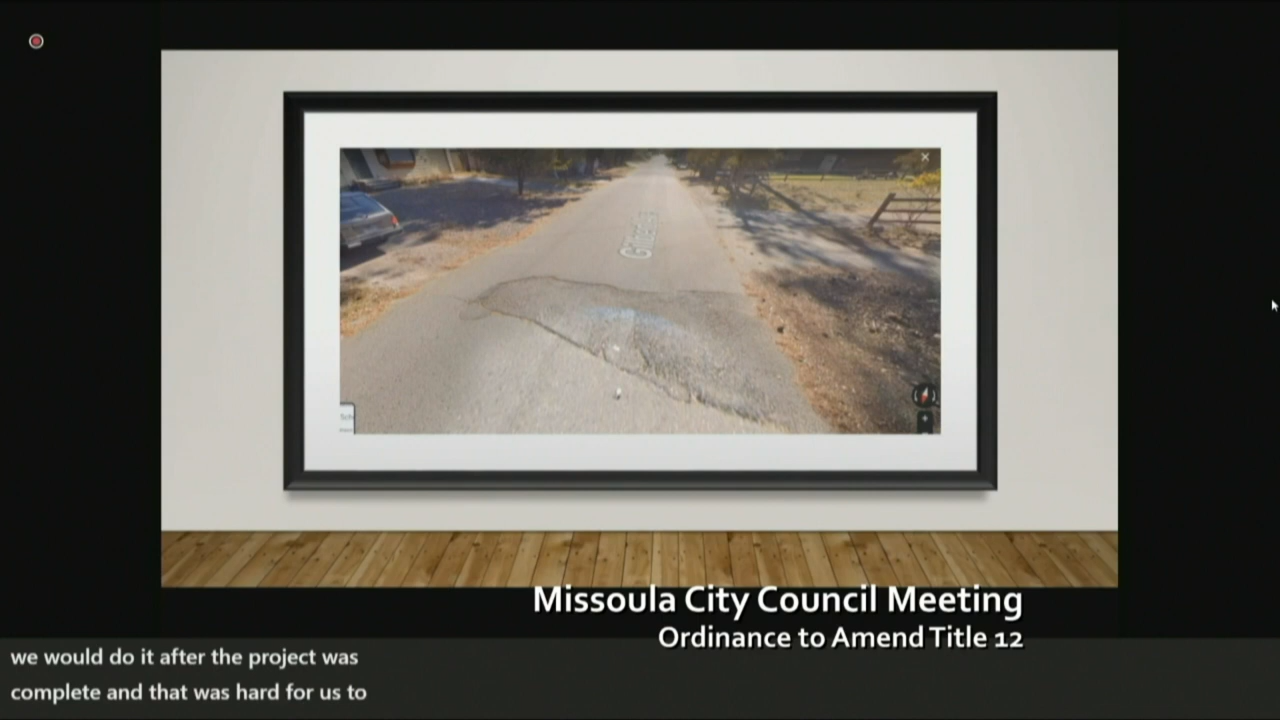 Missoula City Council Meeting
Ordinance to Amend Title 12
we would do it after the project was
complete and that was hard for us to